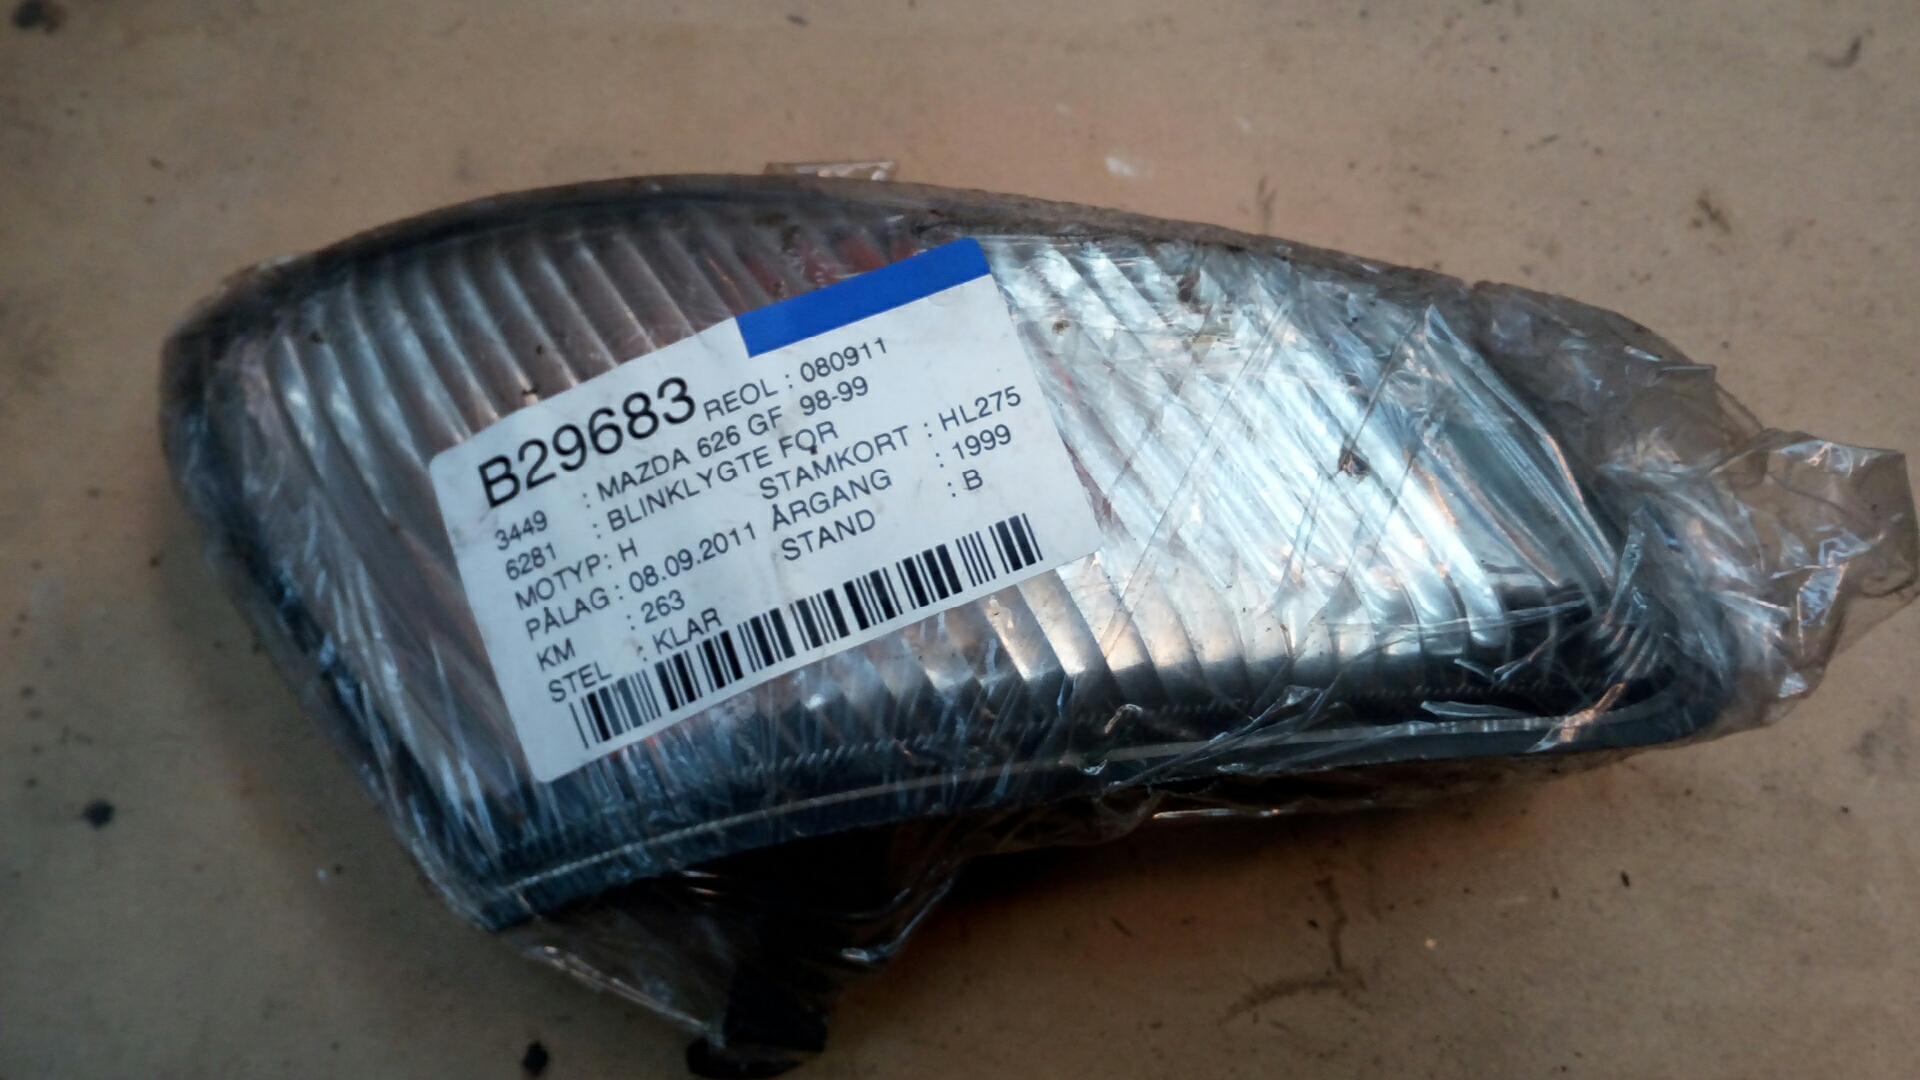 B29683 REOL : 080911
3449 : MAZDA 626 GF 98-99
6281 : BLINKLYGTE FOR
MOTYP : H STAMKORT : HL275
PÅLAG : 08.09.2011 ÅRGANG : 1999
KM : 263 STAND : B
STEL : KLAR